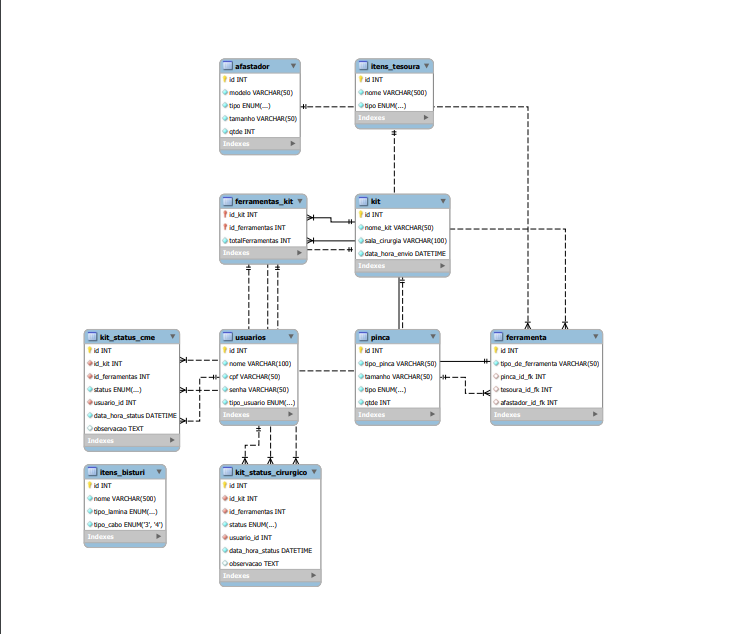 afastador
id INT
modelo VARCHAR(50)
tipo ENUM(...)
tamanho VARCHAR(50)
qtde INT
Indexes
itens_tesoura
id INT
nome VARCHAR(500)
tipo ENUM(...)
Indexes
ferramentas_kit
id_kit INT
id_ferramentas INT
totalFerramentas INT
Indexes
kit
id INT
nome_kit VARCHAR(50)
sala_cirurgia VARCHAR(100)
data_hora_envio DATETIME
Indexes
kit_status_cme
id INT
id_kit INT
id_ferramentas INT
status ENUM(...)
usuario_id INT
data_hora_status DATETIME
observacao TEXT
Indexes
usuarios
id INT
nome VARCHAR(100)
cpf VARCHAR(50)
senha VARCHAR(50)
tipo_usuario ENUM(...)
Indexes
pinca
id INT
tipo_pinca VARCHAR(50)
tamanho VARCHAR(50)
tipo ENUM(...)
qtde INT
Indexes
ferramenta
id INT
tipo_de_ferramenta VARCHAR(50)
pinca_id_fk INT
tesoura_id_fk INT
afastador_id_fk INT
Indexes
itens_bisturi
id INT
nome VARCHAR(500)
tipo_lamina ENUM(...)
tipo_cabo ENUM('3', '4')
Indexes
kit_status_cirurgico
id INT
id_kit INT
id_ferramentas INT
status ENUM(...)
usuario_id INT
data_hora_status DATETIME
observacao TEXT
Indexes